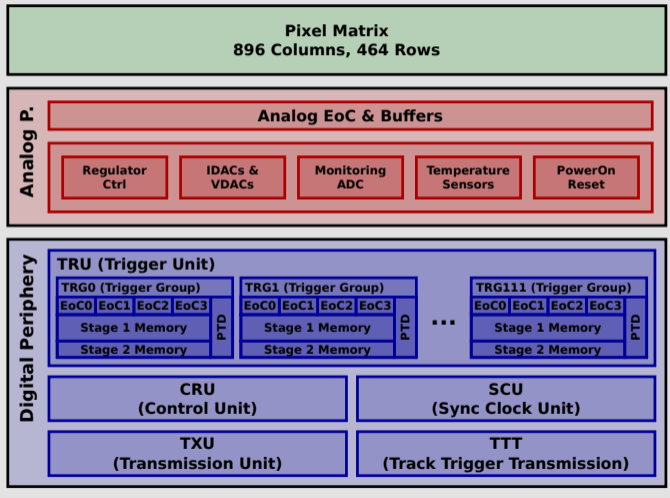 Pixel Matrix
896 Columns, 464 Rows
Analog P.
Analog EoC & Buffers
Regulator
Ctrl
IDACs &
VDACs
Monitoring
ADC
Temperature
Sensors
PowerOn
Reset
Digital Periphery
TRU (Trigger Unit)
TRG0 (Trigger Group)
EoC0 EoC1 EoC2 EoC3
Stage 1 Memory
Stage 2 Memory
PTD
TRG1 (Trigger Group)
EoC0 EoC1 EoC2 EoC3
Stage 1 Memory
Stage 2 Memory
PTD
...
TRG111 (Trigger Group)
EoC0 EoC1 EoC2 EoC3
Stage 1 Memory
Stage 2 Memory
PTD
CRU
(Control Unit)
SCU
(Sync Clock Unit)
TXU
(Transmission Unit)
TTT
(Track Trigger Transmission)